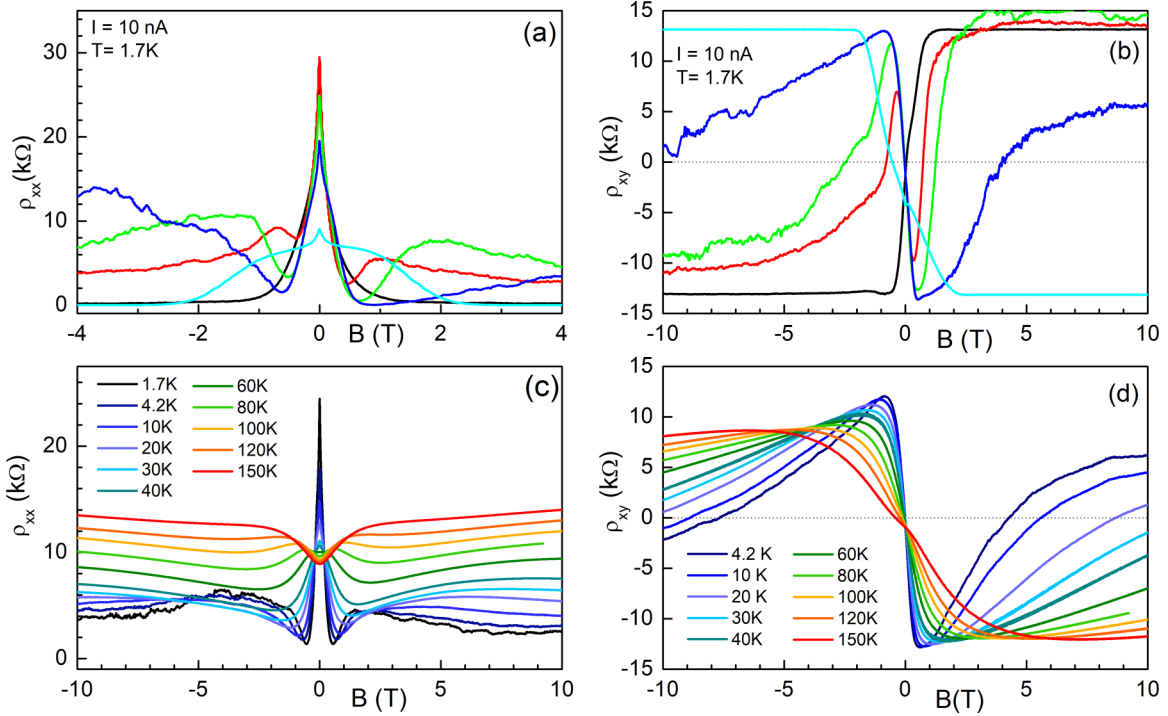 I = 10 nA
T= 1.7K
(a)
ρxx(kΩ)
30
20
10
0
-4
-2
0
2
4
B (T)
I = 10 nA
T= 1.7K
(b)
ρxy (kΩ)
15
10
5
0
-5
-10
-15
-10
-5
0
5
10
B (T)
1.7K
4.2K
10K
20K
30K
40K
60K
80K
100K
120K
150K
(c)
ρxx (kΩ)
20
10
0
-10
-5
0
5
10
B (T)
(d)
ρxy (kΩ)
15
10
5
0
-5
-10
-15
4.2 K
10 K
20 K
30K
40K
60K
80K
100K
120K
150K
-10
-5
0
5
10
B(T)